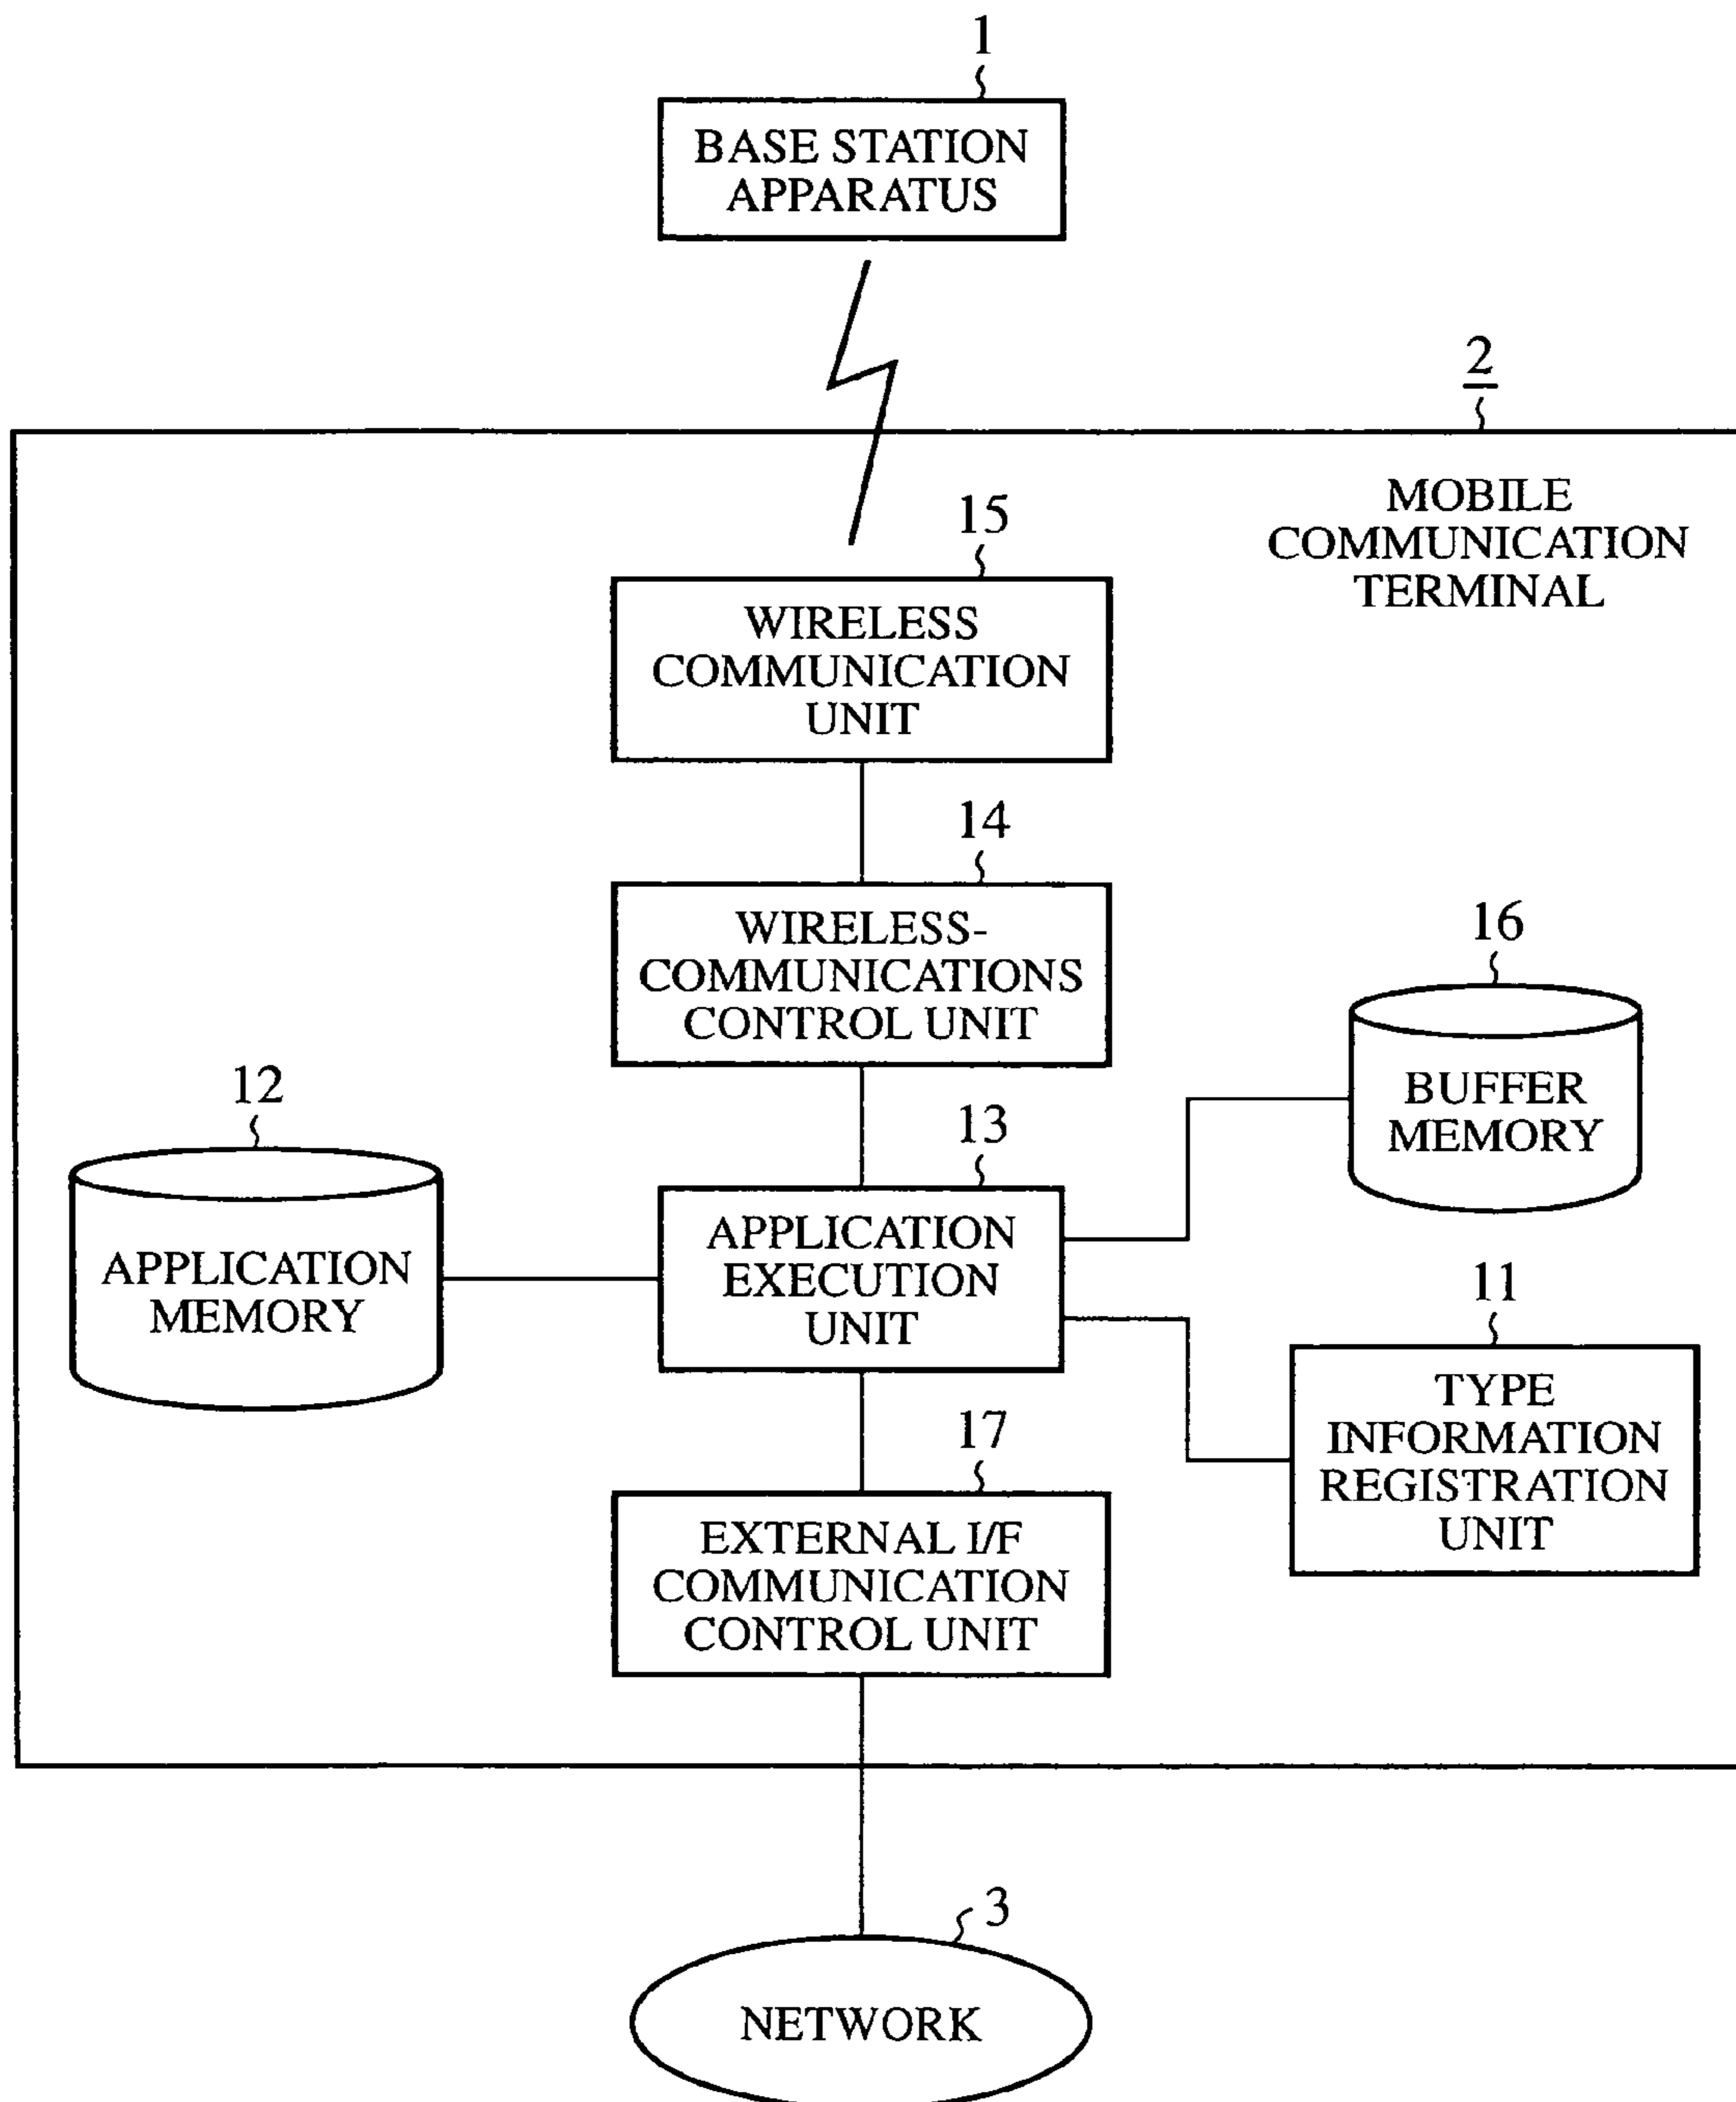 1
BASE STATION
APPARATUS
2
MOBILE
COMMUNICATION
TERMINAL
15
WIRELESS
COMMUNICATION
UNIT
14
WIRELESS-
COMMUNICATIONS
CONTROL UNIT
16
BUFFER
MEMORY
12
APPLICATION
MEMORY
13
APPLICATION
EXECUTION
UNIT
11
TYPE
INFORMATION
REGISTRATION
UNIT
17
EXTERNAL I/F
COMMUNICATION
CONTROL UNIT
3
NETWORK